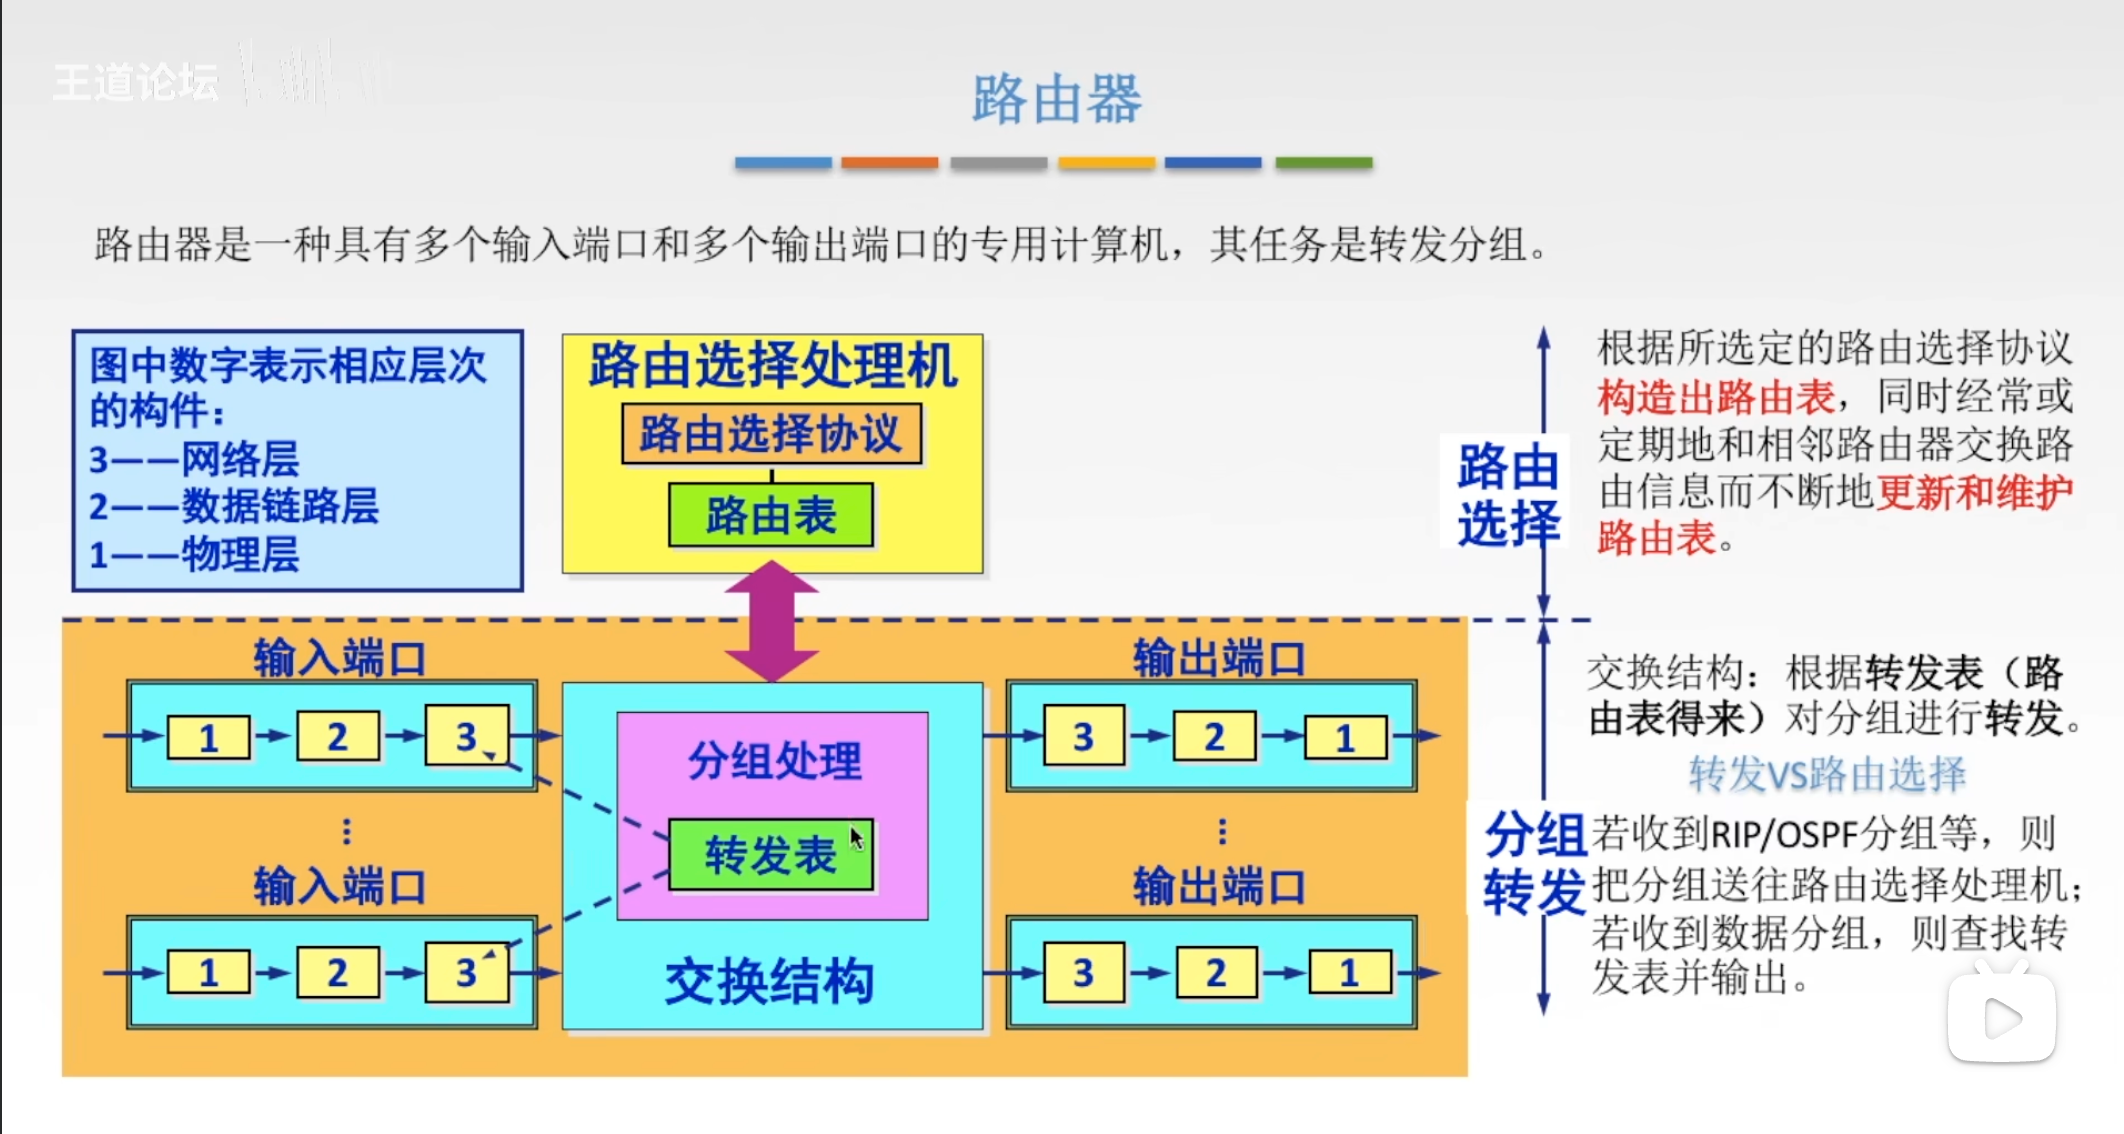 王道论坛
路由器
路由器是一种具有多个输入端口和多个输出端口的专用计算机，其任务是转发分组。
图中数字表示相应层次
的构件：
3——网络层
2——数据链路层
1——物理层
路由选择处理机
路由选择协议
路由表
路由
选择
根据所选定的路由选择协议
构造出路由表，同时经常或
定期地和相邻路由器交换路
由信息而不断地更新和维护
路由表。
输入端口
1 2 3
⋮
输入端口
1 2 3
分组处理
转发表
交换结构
输出端口
3 2 1
⋮
输出端口
3 2 1
分组
转发
交换结构：根据转发表（路
由表得来）对分组进行转发。
转发VS路由选择
若收到RIP/OSPF分组等，则
把分组送往路由选择处理机；
若收到数据分组，则查找转
发表并输出。